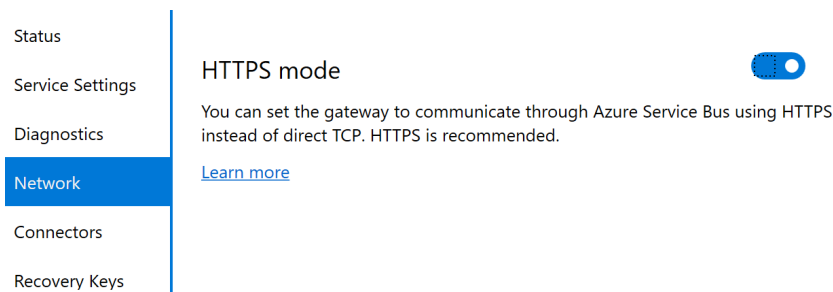 Status
Service Settings
Diagnostics
Network
Connectors
Recovery Keys
HTTPS mode
You can set the gateway to communicate through Azure Service Bus using HTTPS
instead of direct TCP. HTTPS is recommended.
Learn more